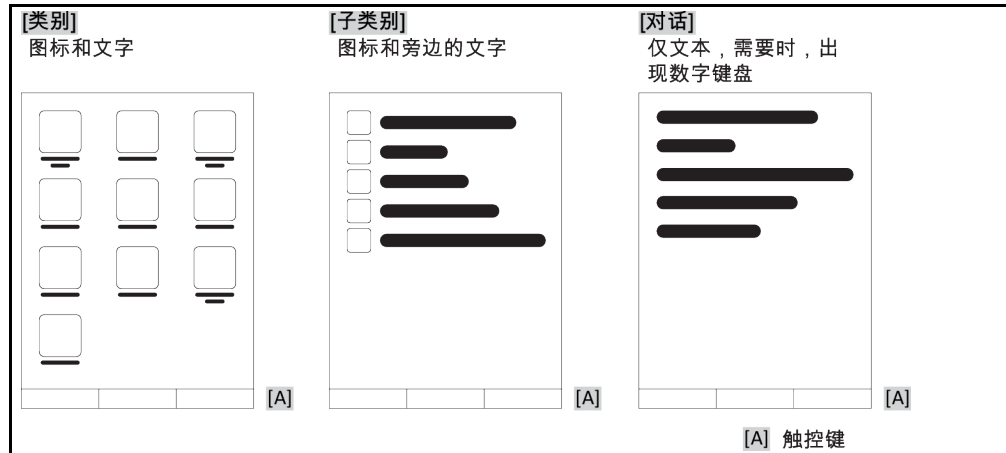 [类别]
图标和文字
[子类别]
图标和旁边的文字
[对话]
仅文本，需要时，出
现数字键盘
[A]
[A]
[A]
[A] 触控键